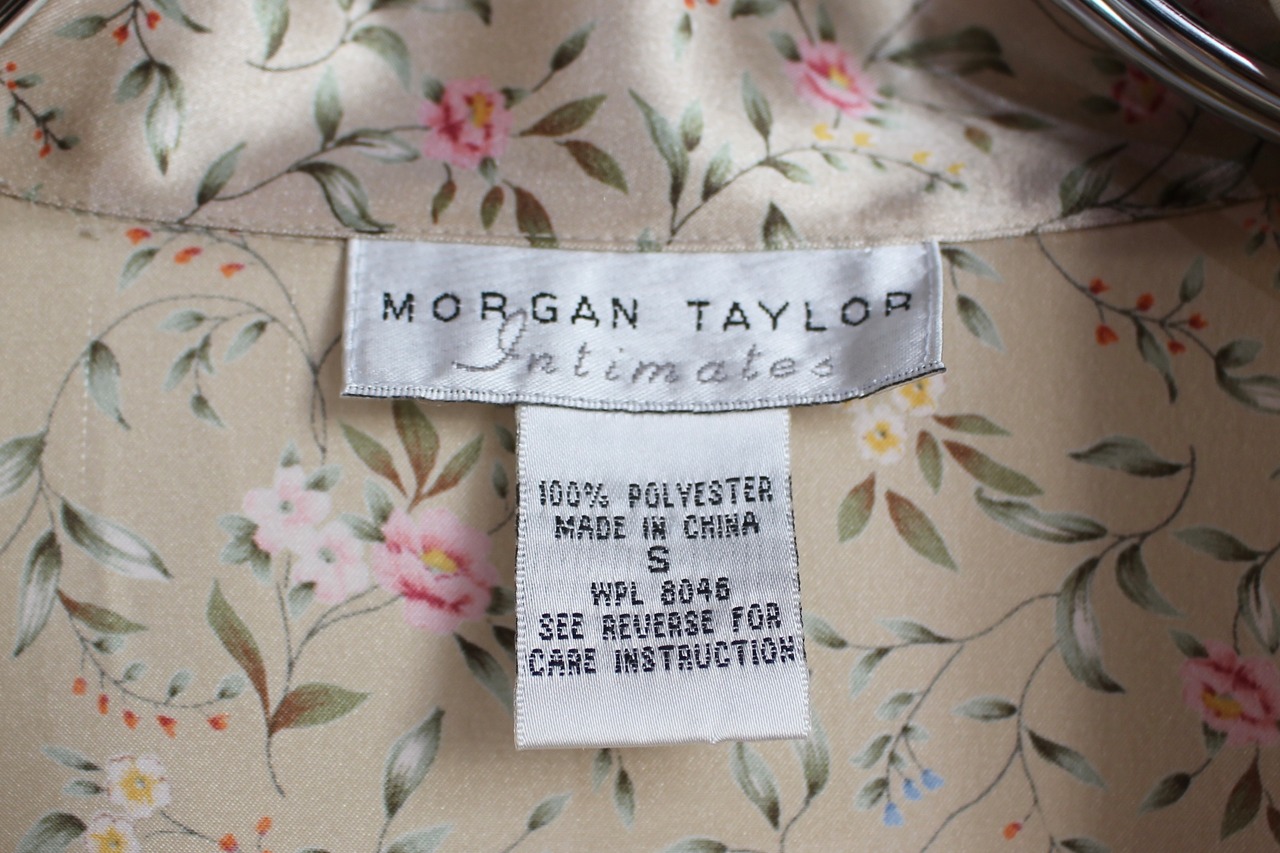 MORGAN TAYLOR
Intimates
100% POLYESTER
MADE IN CHINA
S
WPL 8046
SEE REVERSE FOR
CARE INSTRUCTION